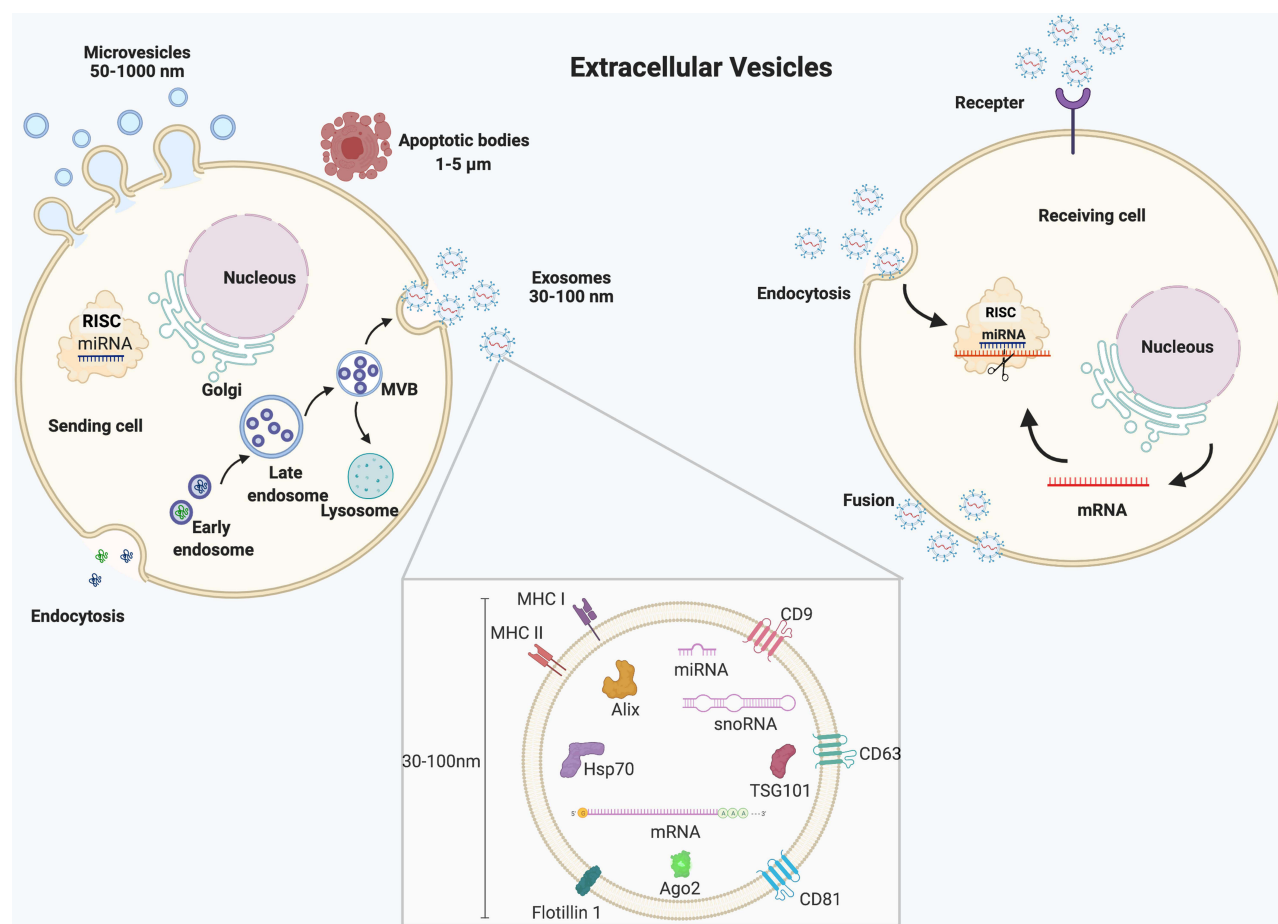 Extracellular Vesicles
Microvesicles
50-1000 nm
Apoptotic bodies
1-5 µm
Nucleous
RISC
miRNA
Golgi
Sending cell
MVB
Late
endosome
Lysosome
Early
endosome
Endocytosis
Exosomes
30-100 nm
Recepter
Receiving cell
Endocytosis
RISC
miRNA
Nucleous
Fusion
mRNA
MHC I
MHC II
CD9
miRNA
Alix
snoRNA
30-100nm
Hsp70
CD63
TSG101
5' G A A A 3'
mRNA
Ago2
CD81
Flotillin 1